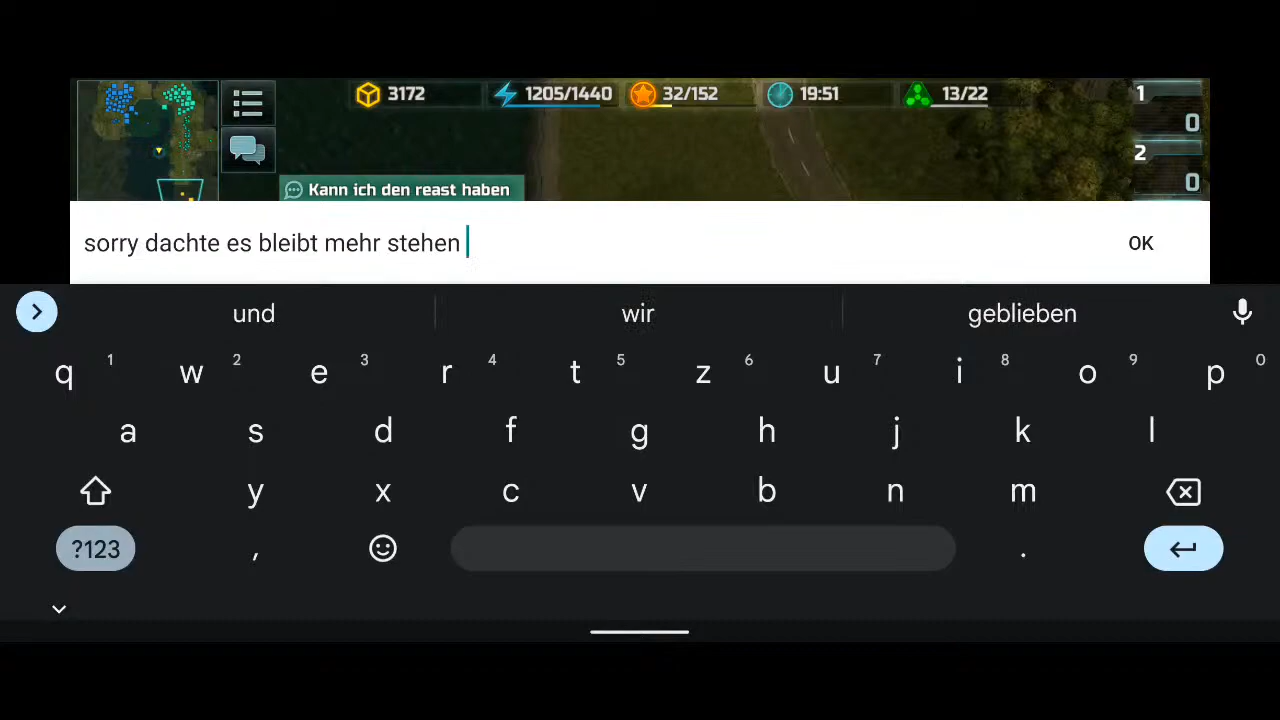 3172 1205/1440 32/152 19:51 13/22 1
0
2
0
Kann ich den reast haben
sorry dachte es bleibt mehr stehen OK
und wir geblieben
q 1 w 2 e 3 r 4 t 5 z 6 u 7 i 8 o 9 p 0
a s d f g h j k l
y x c v b n m
?123 , .